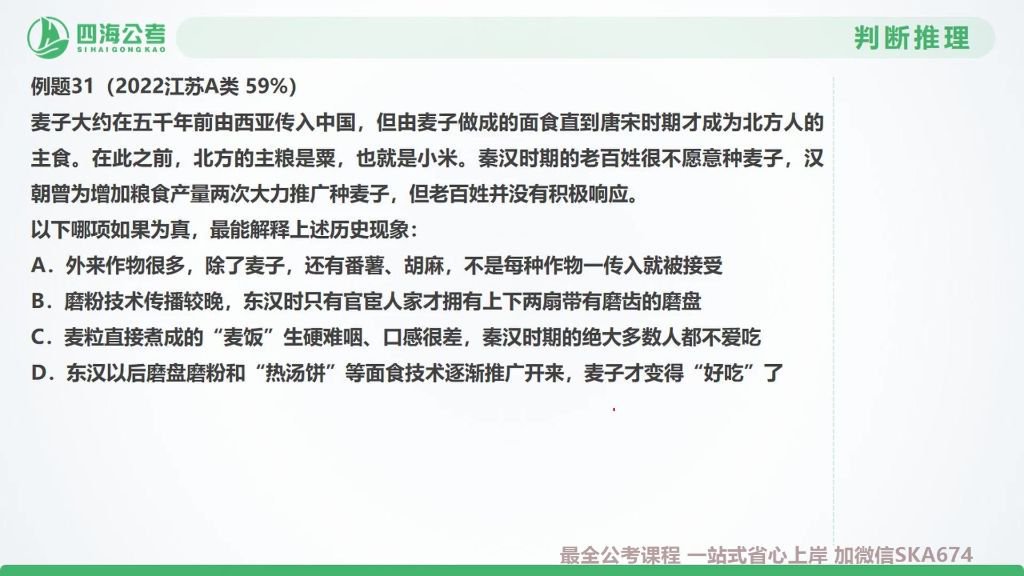 四海公考
SIHAIGONGKAO
判断推理
例题31（2022江苏A类 59%）
麦子大约在五千年前由西亚传入中国，但由麦子做成的面食直到唐宋时期才成为北方人的
主食。在此之前，北方的主粮是粟，也就是小米。秦汉时期的老百姓很不愿意种麦子，汉
朝曾为增加粮食产量两次大力推广种麦子，但老百姓并没有积极响应。
以下哪项如果为真，最能解释上述历史现象：
A．外来作物很多，除了麦子，还有番薯、胡麻，不是每种作物一传入就被接受
B．磨粉技术传播较晚，东汉时只有官宦人家才拥有上下两扇带有磨齿的磨盘
C．麦粒直接煮成的“麦饭”生硬难咽、口感很差，秦汉时期的绝大多数人都不爱吃
D．东汉以后磨盘磨粉和“热汤饼”等面食技术逐渐推广开来，麦子才变得“好吃”了
最全公考课程 一站式省心上岸 加微信SKA674